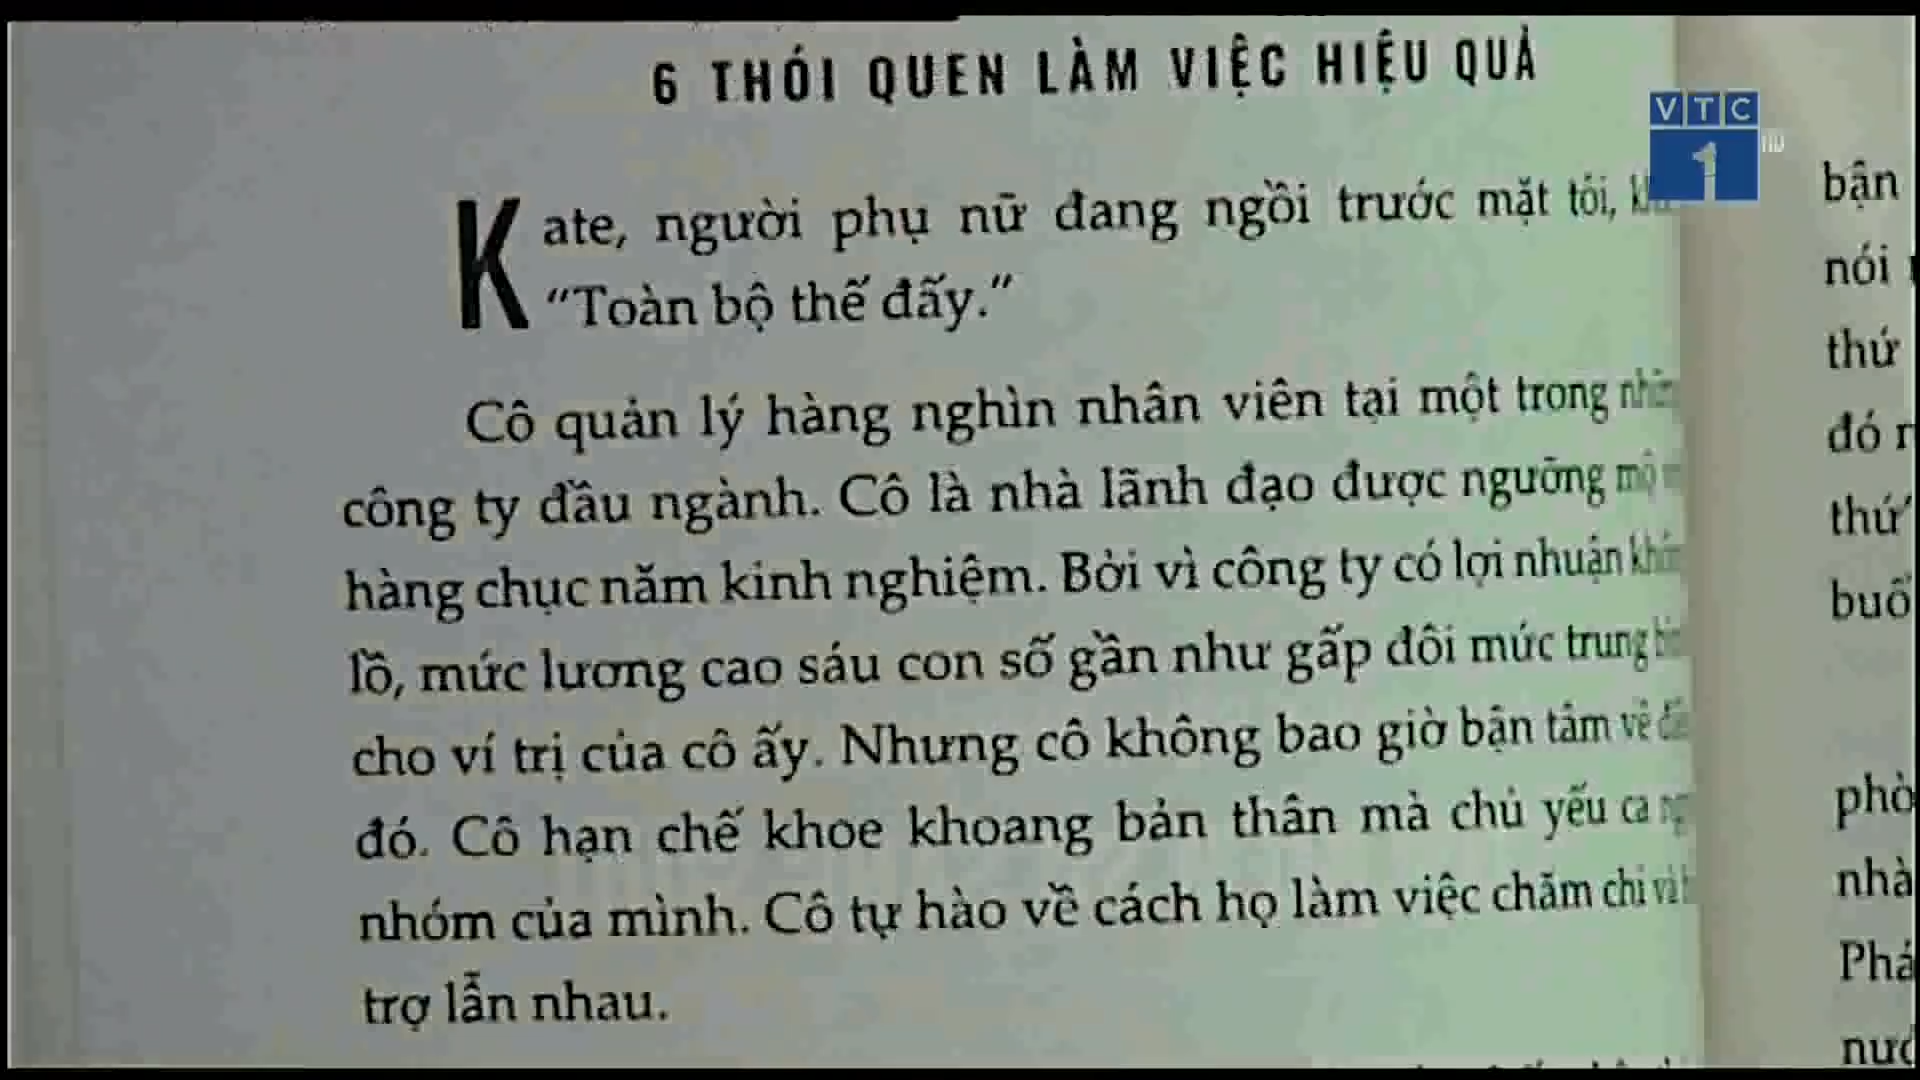 6 THÓI QUEN LÀM VIỆC HIỆU QUẢ
VTC
1
HD
Kate, người phụ nữ đang ngồi trước mặt tôi,
“Toàn bộ thế đấy.”
Cô quản lý hàng nghìn nhân viên tại một trong
công ty đầu ngành. Cô là nhà lãnh đạo được ngưỡng mộ
hàng chục năm kinh nghiệm. Bởi vì công ty có lợi nhuận
lồ, mức lương cao sáu con số gần như gấp đôi mức trung
cho ví trị của cô ấy. Nhưng cô không bao giờ bận tâm về
đó. Cô hạn chế khoe khoang bản thân mà chủ yếu ca
nhóm của mình. Cô tự hào về cách họ làm việc chăm chỉ và
trợ lẫn nhau.
bận
nói
thứ
đó
thứ